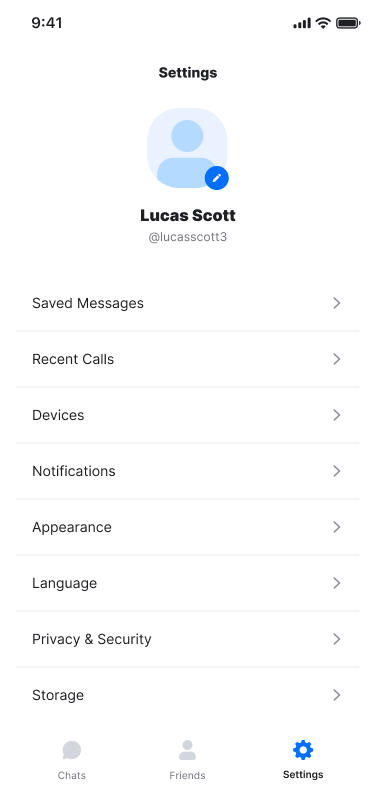 9:41
Settings
Lucas Scott
@lucasscott3
Saved Messages
Recent Calls
Devices
Notifications
Appearance
Language
Privacy & Security
Storage
Chats
Friends
Settings